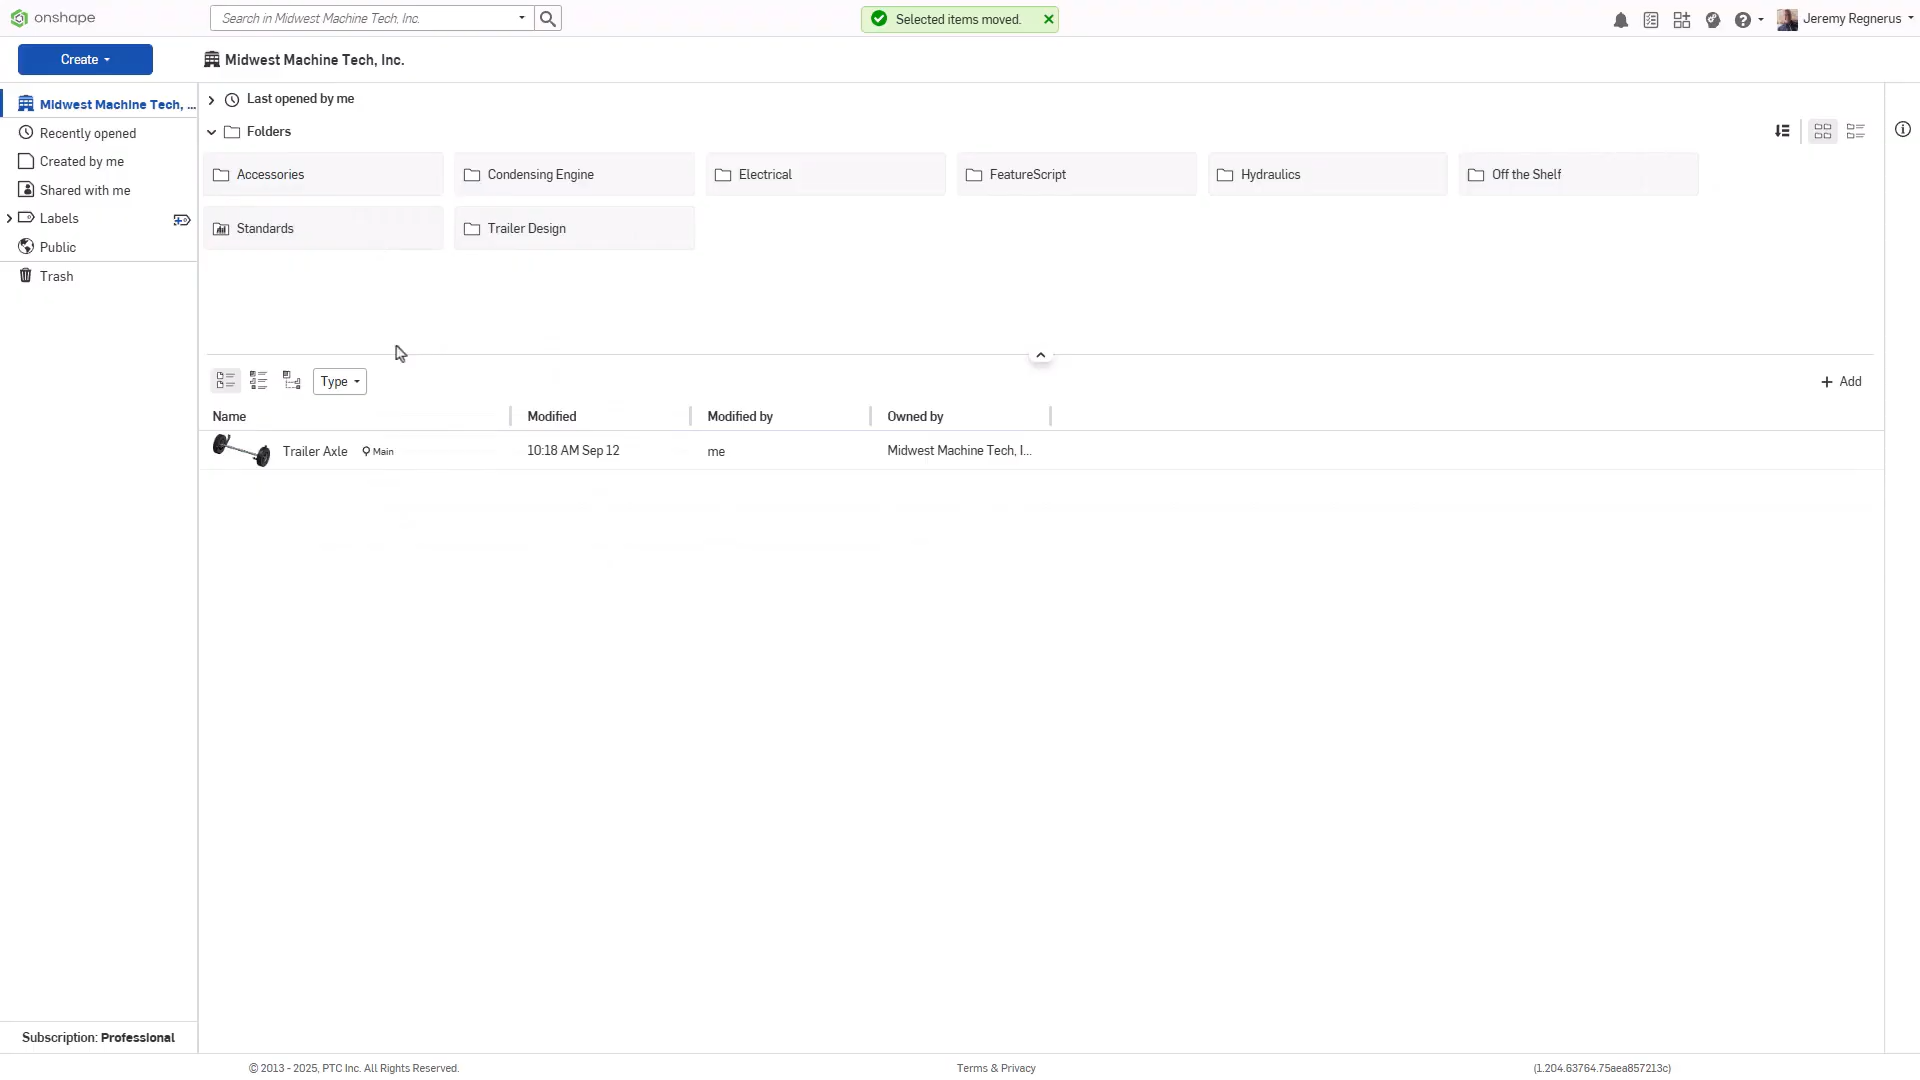 onshape
Search in Midwest Machine Tech, Inc.
Selected items moved.
Jeremy Regnerus
Create
Midwest Machine Tech, Inc.
Midwest Machine Tech, ...
Recently opened
Created by me
Shared with me
Labels
Public
Trash
Last opened by me
Folders
Accessories
Condensing Engine
Electrical
FeatureScript
Hydraulics
Off the Shelf
Standards
Trailer Design
Type
Add
Name
Modified
Modified by
Owned by
Trailer Axle Main
10:18 AM Sep 12
me
Midwest Machine Tech, I...
Subscription: Professional
© 2013 - 2025, PTC Inc. All Rights Reserved.
Terms & Privacy
(1.204.63764.75aea857213c)